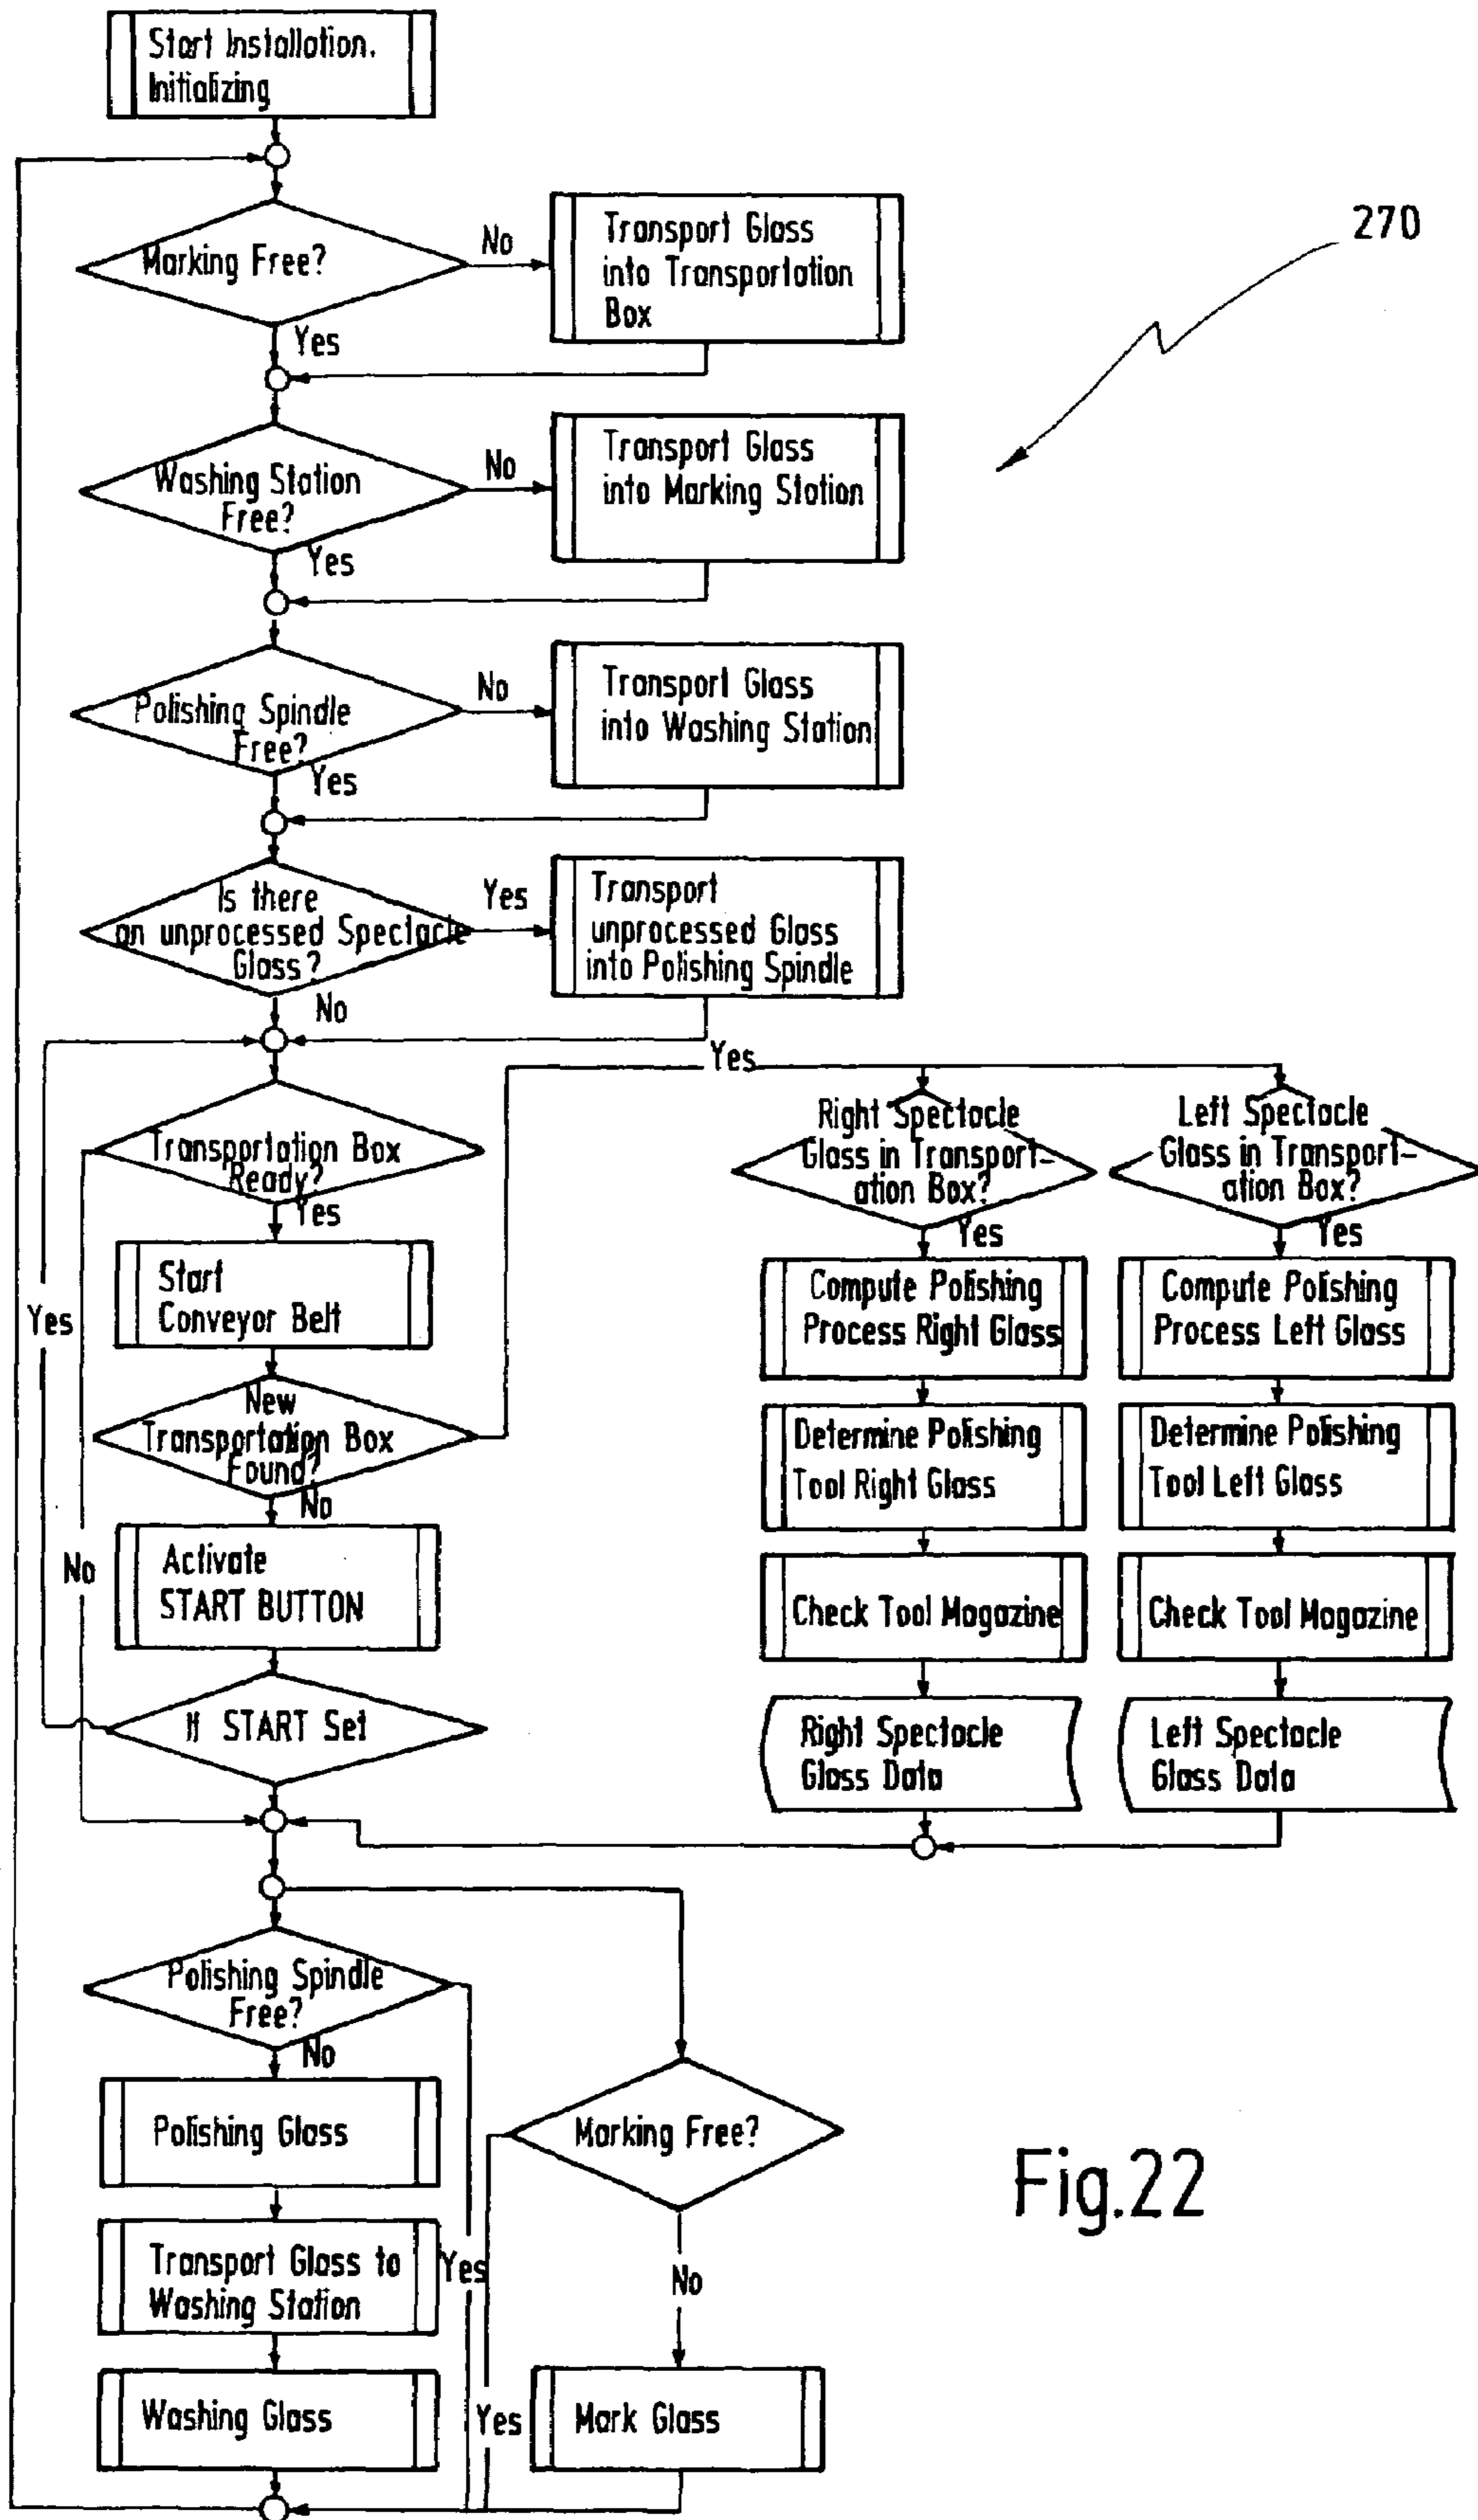 Start Installation.
Initializing
Marking Free?
No
Transport Glass
into Transportation
Box
270
Yes
Washing Station
Free?
No
Transport Glass
into Marking Station
Yes
Polishing Spindle
Free?
No
Transport Glass
into Washing Station
Yes
Is there
an unprocessed Spectacle
Glass?
Yes
Transport
unprocessed Glass
into Polishing Spindle
No
Transportation Box
Ready?
Yes
Start
Conveyor Belt
Yes
New
Transportation Box
Found?
Yes
No
Activate
START BUTTON
No
If START Set
Right Spectacle
Glass in Transport-
ation Box?
Yes
Compute Polishing
Process Right Glass
Determine Polishing
Tool Right Glass
Check Tool Magazine
Right Spectacle
Glass Data
Left Spectacle
Glass in Transport-
ation Box?
Yes
Compute Polishing
Process Left Glass
Determine Polishing
Tool Left Glass
Check Tool Magazine
Left Spectacle
Glass Data
Polishing Spindle
Free?
No
Polishing Glass
Transport Glass to
Washing Station
Yes
Washing Glass
Marking Free?
No
Yes
Mark Glass
Fig.22